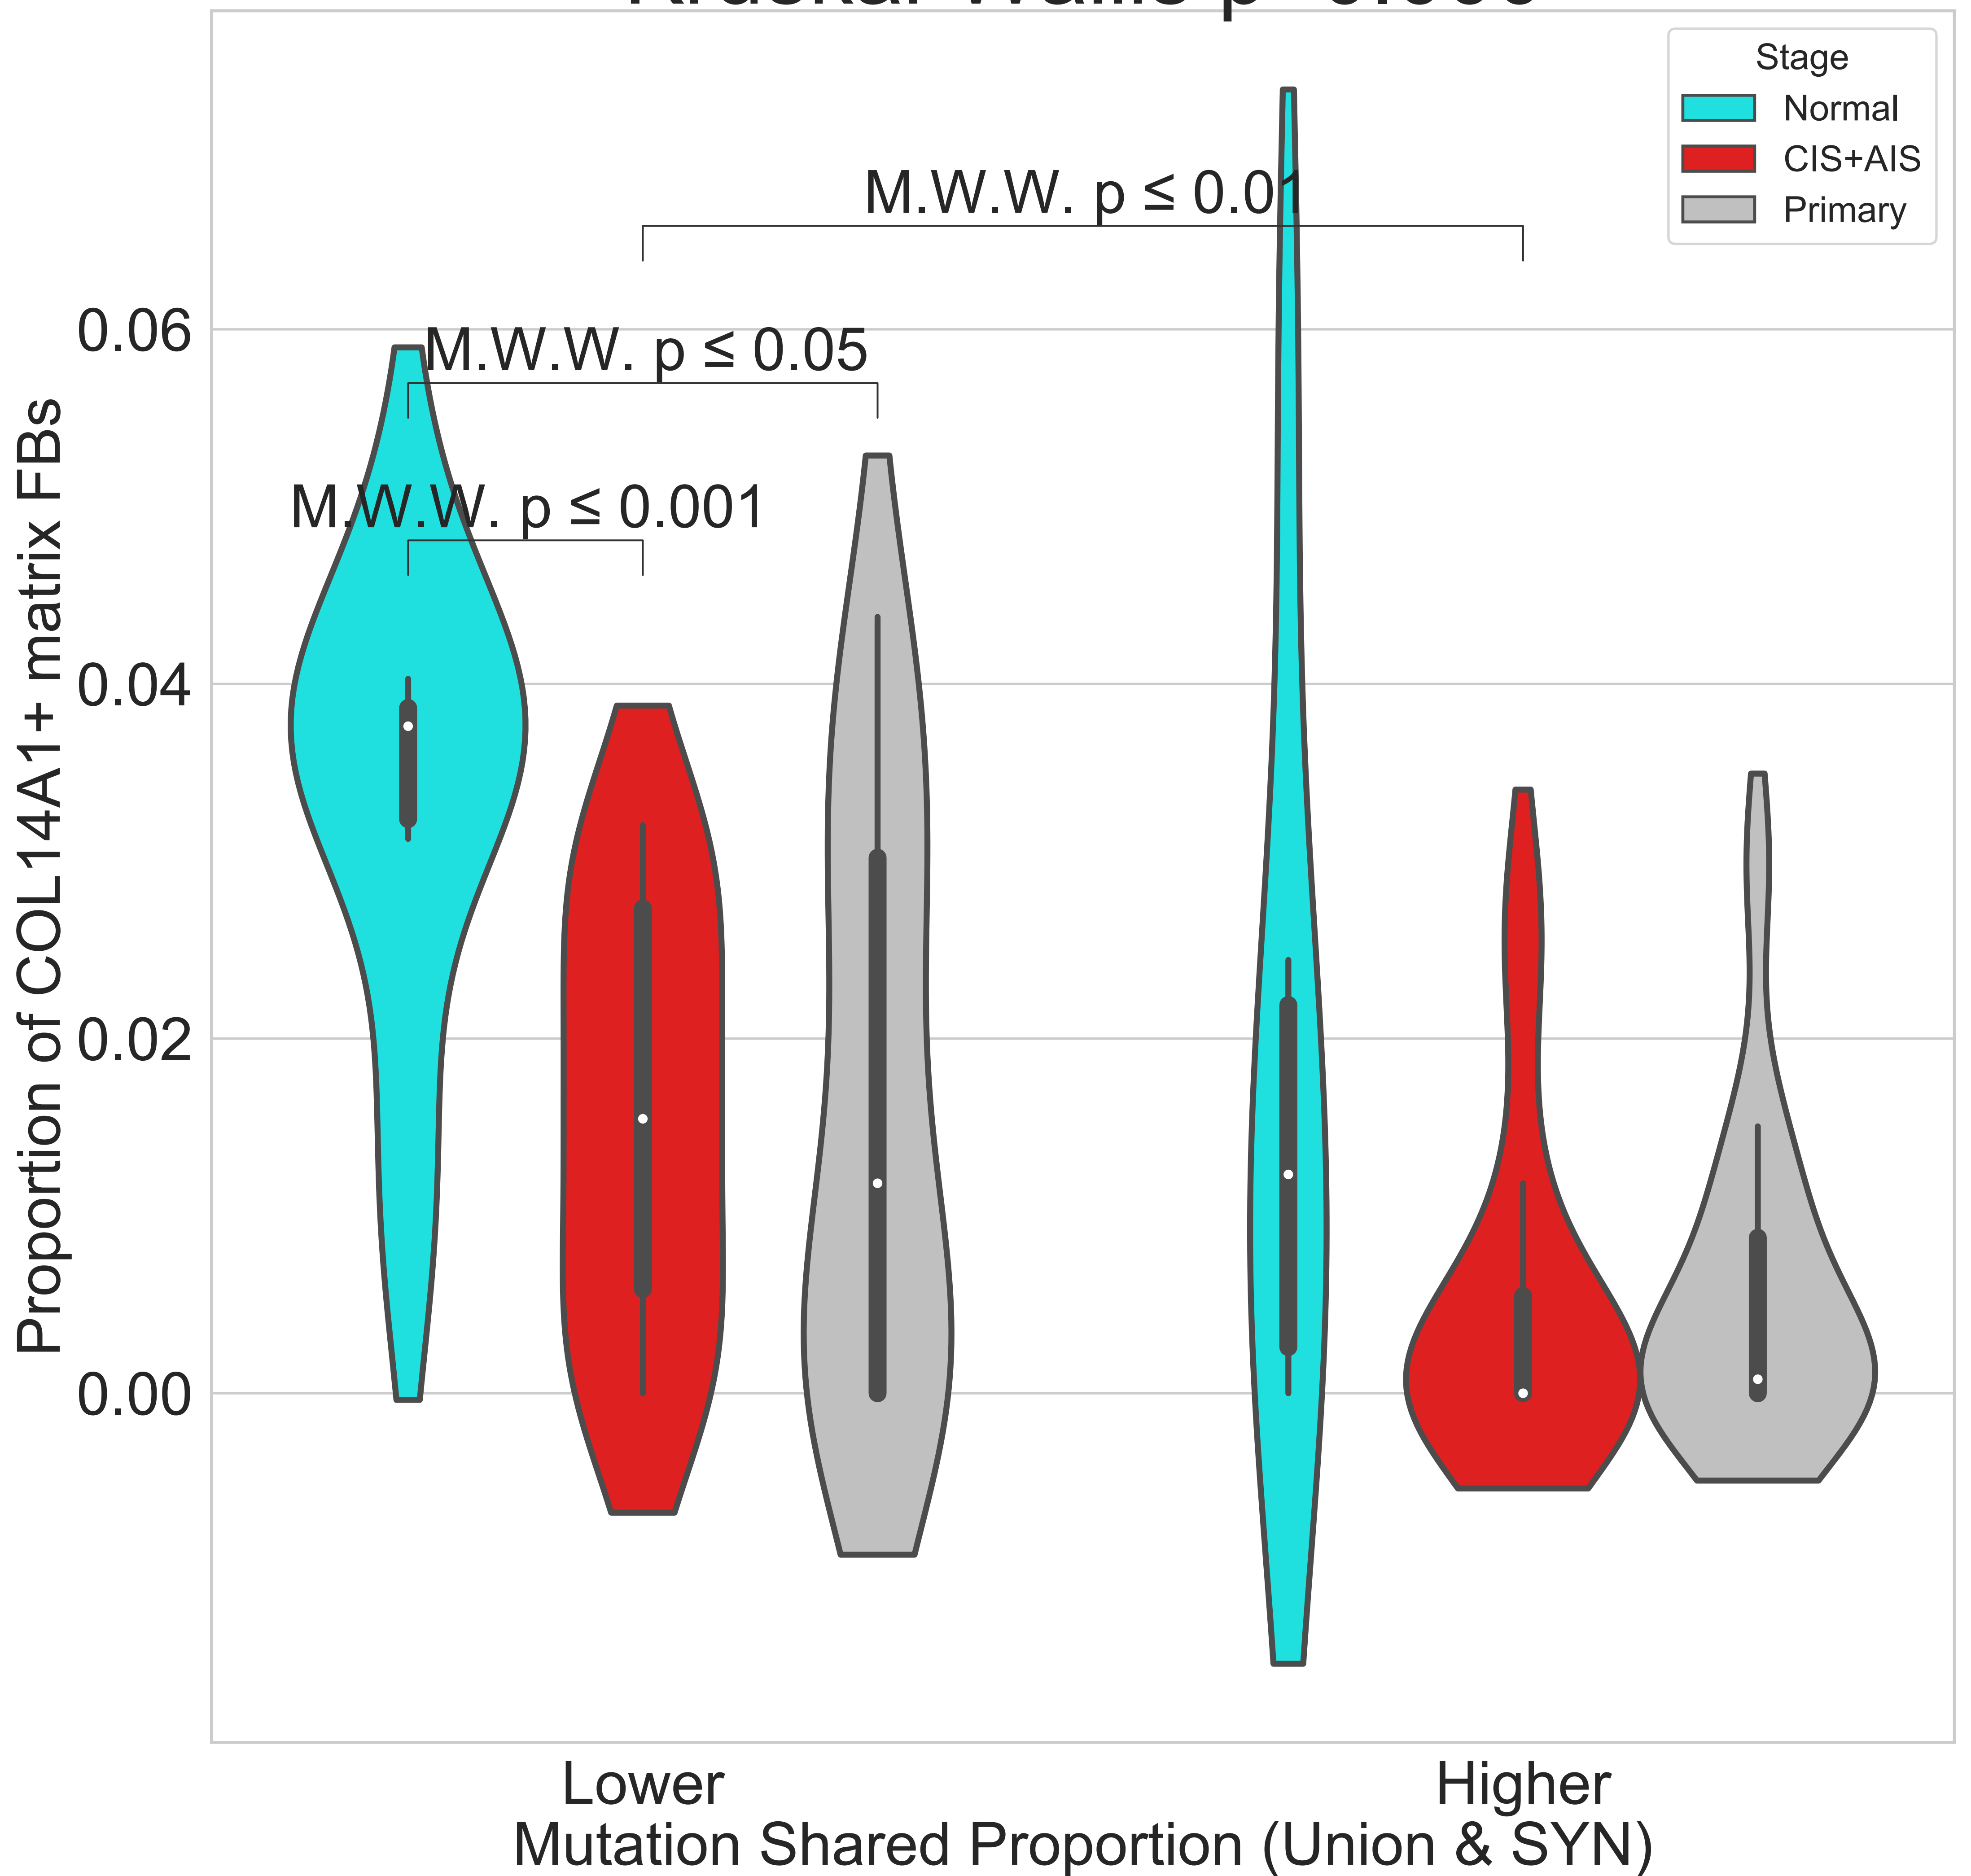 Stage
Normal
CIS+AIS
Primary
M.W.W. p ≤ 0.01
M.W.W. p ≤ 0.05
M.W.W. p ≤ 0.001
0.06
0.04
0.02
0.00
Proportion of COL14A1+ matrix FBs
Lower
Higher
Mutation Shared Proportion (Union & SYN)